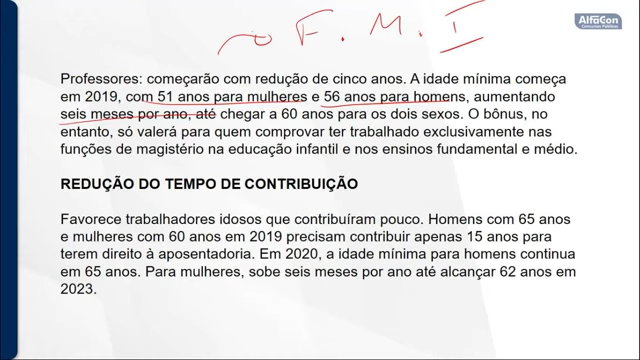 AlfaCon
Concursos Públicos
F. M. I
Professores: começarão com redução de cinco anos. A idade mínima começa
em 2019, com 51 anos para mulheres e 56 anos para homens, aumentando
seis meses por ano, até chegar a 60 anos para os dois sexos. O bônus, no
entanto, só valerá para quem comprovar ter trabalhado exclusivamente nas
funções de magistério na educação infantil e nos ensinos fundamental e médio.
REDUÇÃO DO TEMPO DE CONTRIBUIÇÃO
Favorece trabalhadores idosos que contribuíram pouco. Homens com 65 anos
e mulheres com 60 anos em 2019 precisam contribuir apenas 15 anos para
terem direito à aposentadoria. Em 2020, a idade mínima para homens continua
em 65 anos. Para mulheres, sobe seis meses por ano até alcançar 62 anos em
2023.